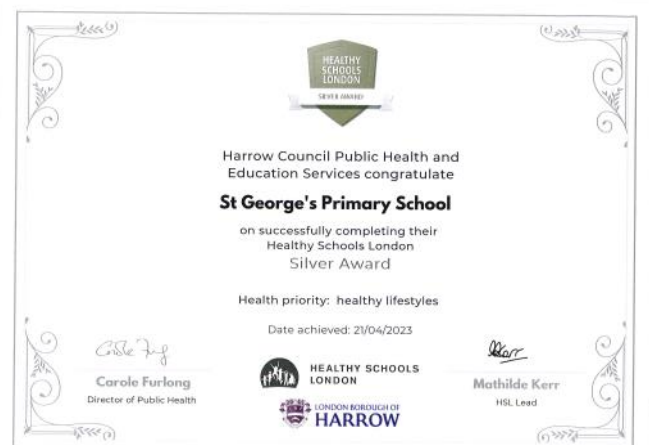 HEALTHY
SCHOOLS
LONDON
SILVER AWARD
Harrow Council Public Health and
Education Services congratulate
St George's Primary School
on successfully completing their
Healthy Schools London
Silver Award
Health priority: healthy lifestyles
Date achieved: 21/04/2023
Carole Furlong
Director of Public Health
HEALTHY SCHOOLS
LONDON
LONDON BOROUGH OF
HARROW
Mathilde Kerr
HSL Lead